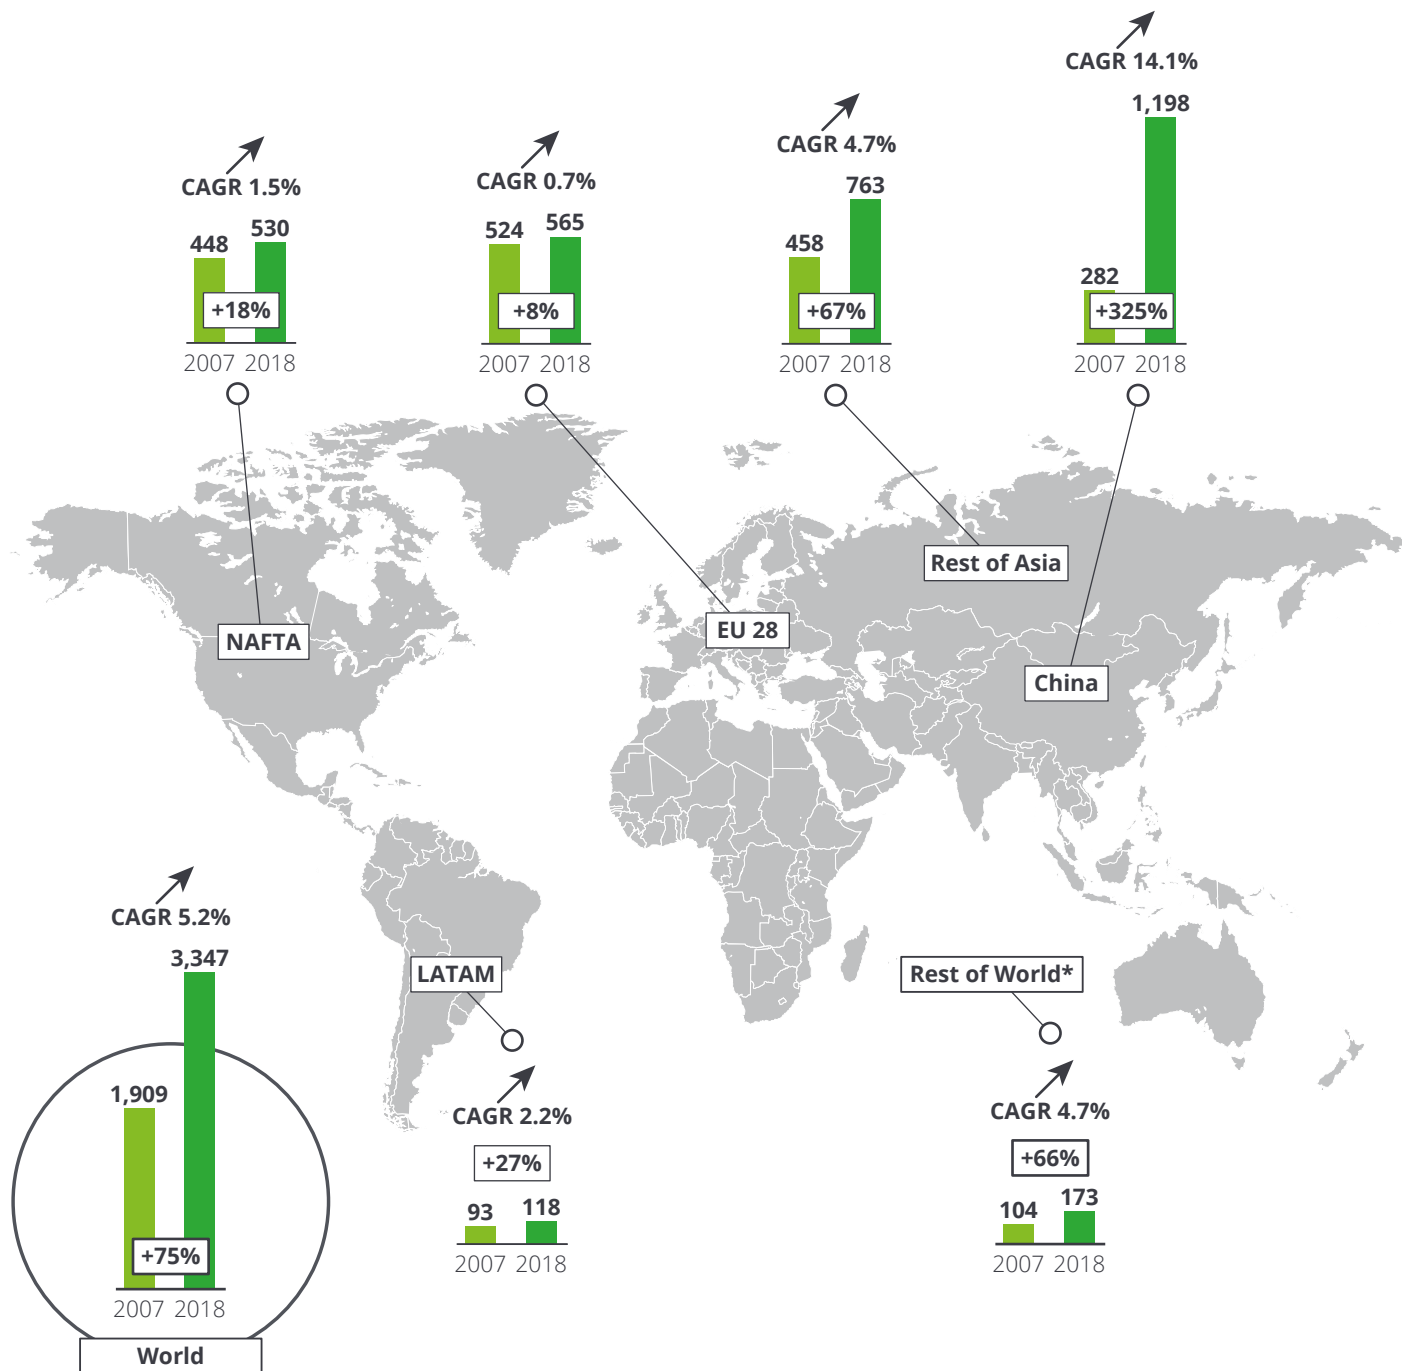 CAGR 14.1%
1,198
282
+325%
2007 2018
CAGR 4.7%
763
458
+67%
2007 2018
CAGR 0.7%
524 565
+8%
2007 2018
CAGR 1.5%
448 530
+18%
2007 2018
Rest of Asia
NAFTA
EU 28
China
LATAM
Rest of World*
CAGR 5.2%
3,347
1,909
+75%
2007 2018
World
CAGR 2.2%
+27%
93 118
2007 2018
CAGR 4.7%
+66%
104 173
2007 2018